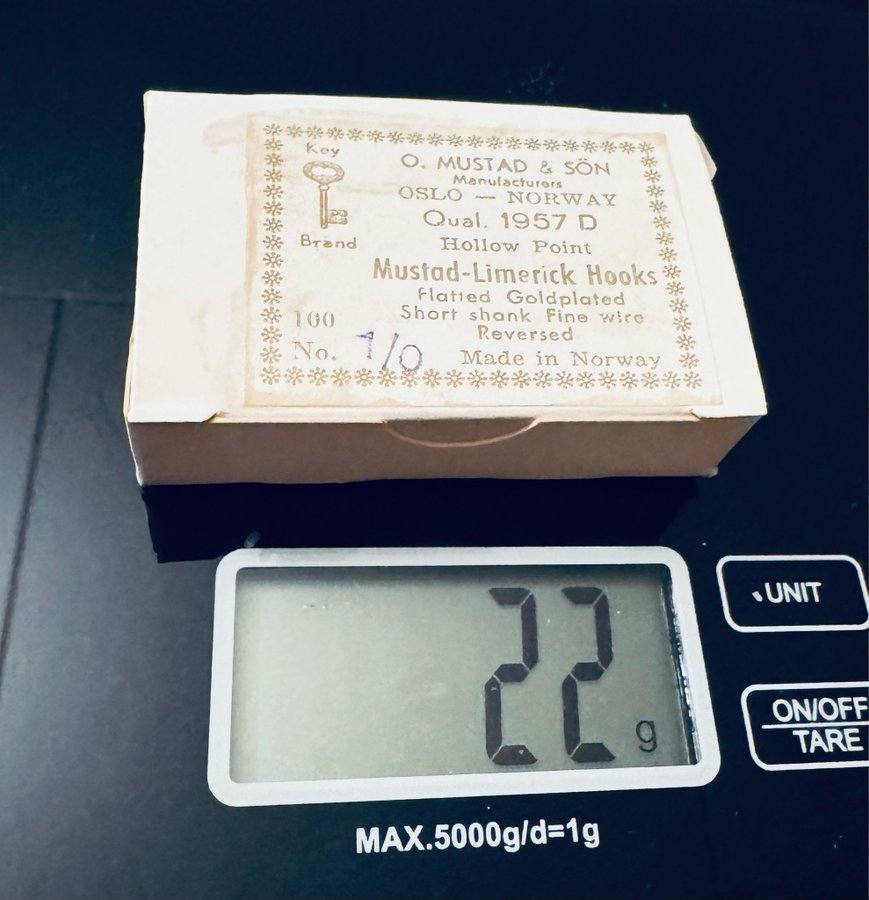 Key
O. MUSTAD & SÖN
Manufacturers
OSLO — NORWAY
Qual. 1957 D
Brand
Hollow Point
Mustad-Limerick Hooks
Flatted Goldplated
100
Short shank Fine wire
Reversed
No. 1/0 Made in Norway
22 g
UNIT
ON/OFF
TARE
MAX.5000g/d=1g